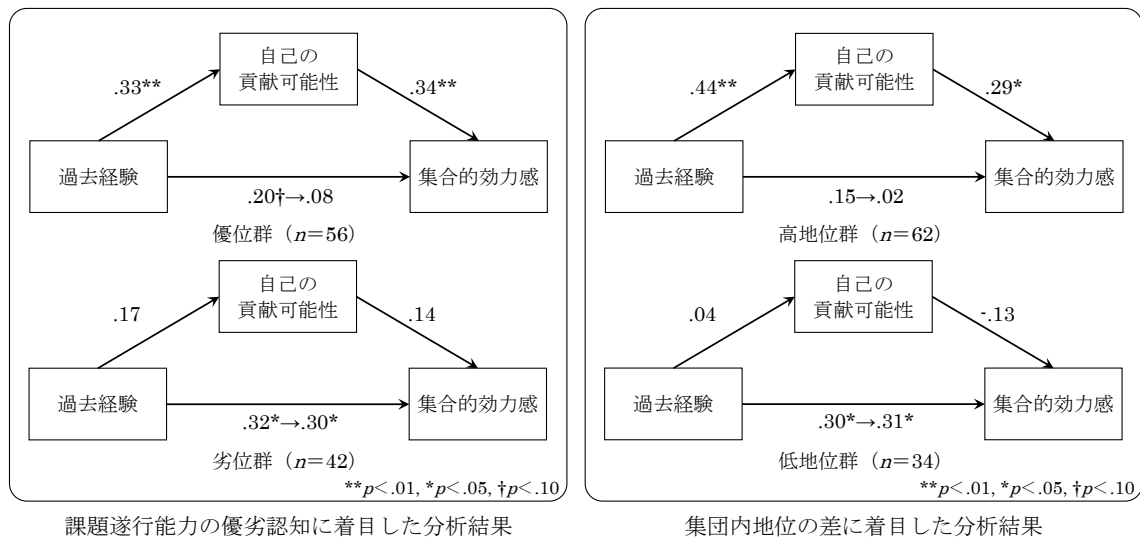 自己の
貢献可能性
.33**
.34**
過去経験
集合的効力感
.20†→.08
優位群（n=56）
自己の
貢献可能性
.17
.14
過去経験
集合的効力感
.32*→.30*
劣位群（n=42）
**p<.01, *p<.05, †p<.10
課題遂行能力の優劣認知に着目した分析結果
自己の
貢献可能性
.44**
.29*
過去経験
集合的効力感
.15→.02
高地位群（n=62）
自己の
貢献可能性
.04
-.13
過去経験
集合的効力感
.30*→.31*
低地位群（n=34）
**p<.01, *p<.05, †p<.10
集団内地位の差に着目した分析結果